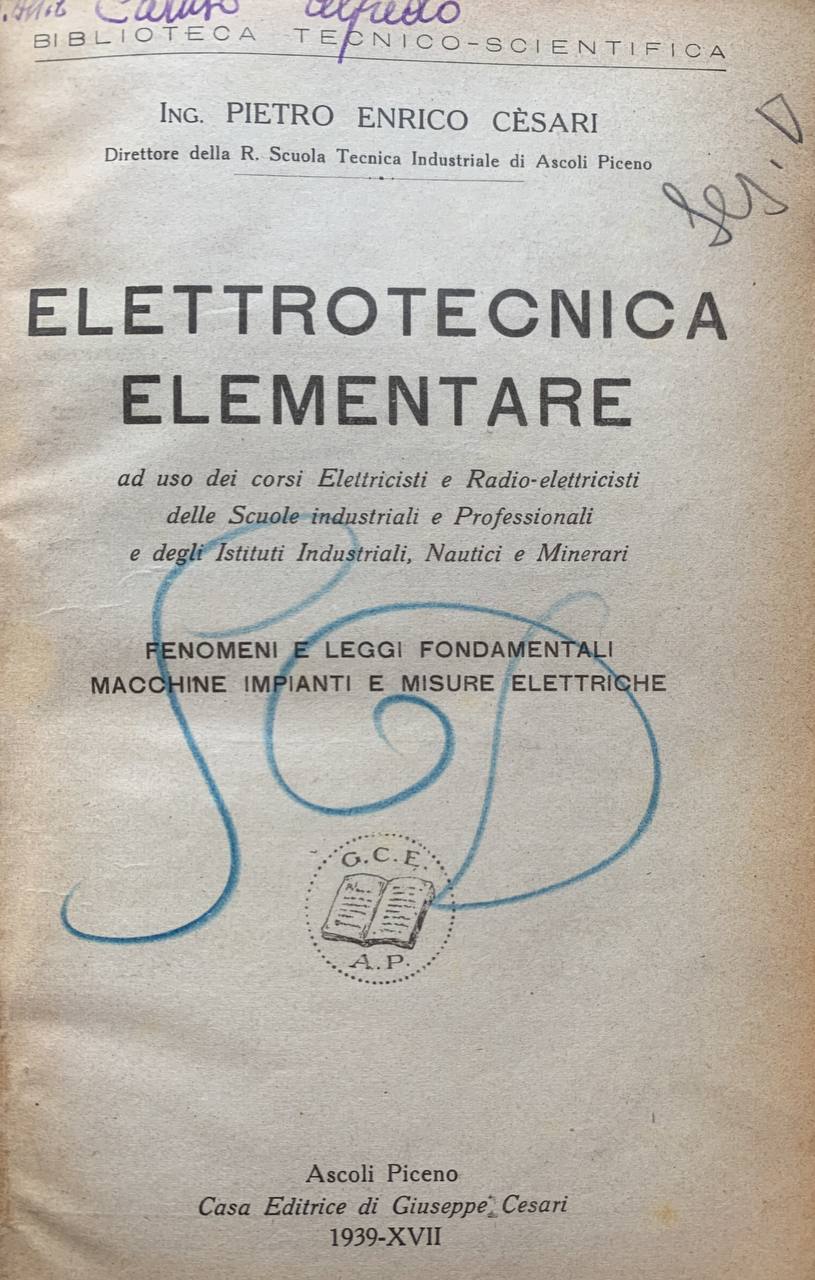 Caruso Alfredo
BIBLIOTECA TECNICO-SCIENTIFICA
ING. PIETRO ENRICO CÈSARI
Direttore della R. Scuola Tecnica Industriale di Ascoli Piceno
ELETTROTECNICA
ELEMENTARE
ad uso dei corsi Elettricisti e Radio-elettricisti
delle Scuole industriali e Professionali
e degli Istituti Industriali, Nautici e Minerari
FENOMENI E LEGGI FONDAMENTALI
MACCHINE IMPIANTI E MISURE ELETTRICHE
G.C.E.
A.P.
Ascoli Piceno
Casa Editrice di Giuseppe Cesari
1939-XVII